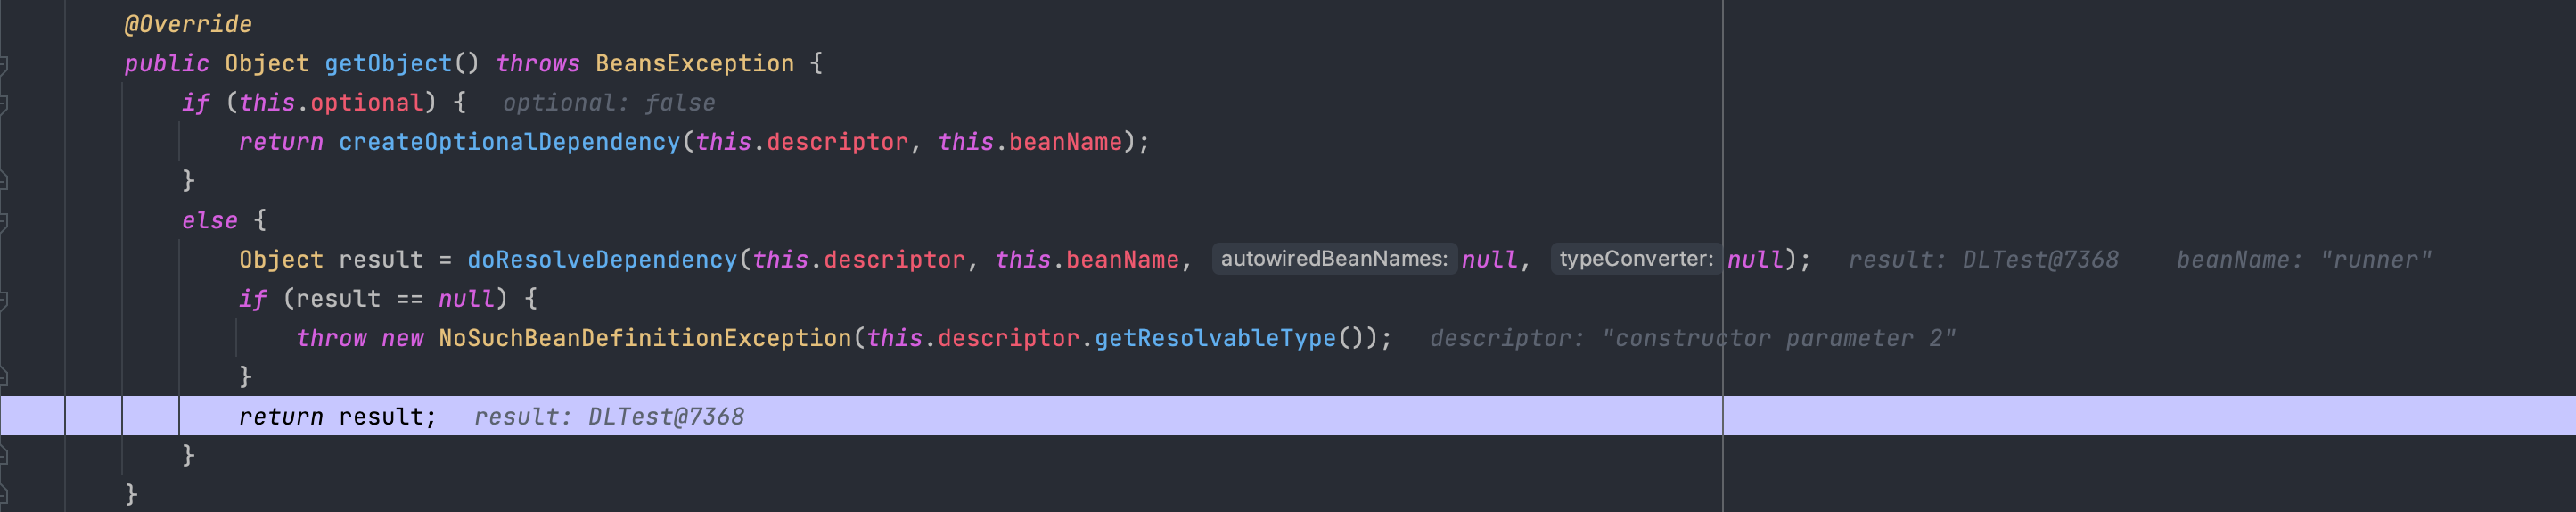 @Override
public Object getObject() throws BeansException {
if (this.optional) { optional: false
return createOptionalDependency(this.descriptor, this.beanName);
}
else {
Object result = doResolveDependency(this.descriptor, this.beanName, autowiredBeanNames: null, typeConverter: null); result: DLTest@7368 beanName: "runner"
if (result == null) {
throw new NoSuchBeanDefinitionException(this.descriptor.getResolvableType()); descriptor: "constructor parameter 2"
}
return result; result: DLTest@7368
}
}